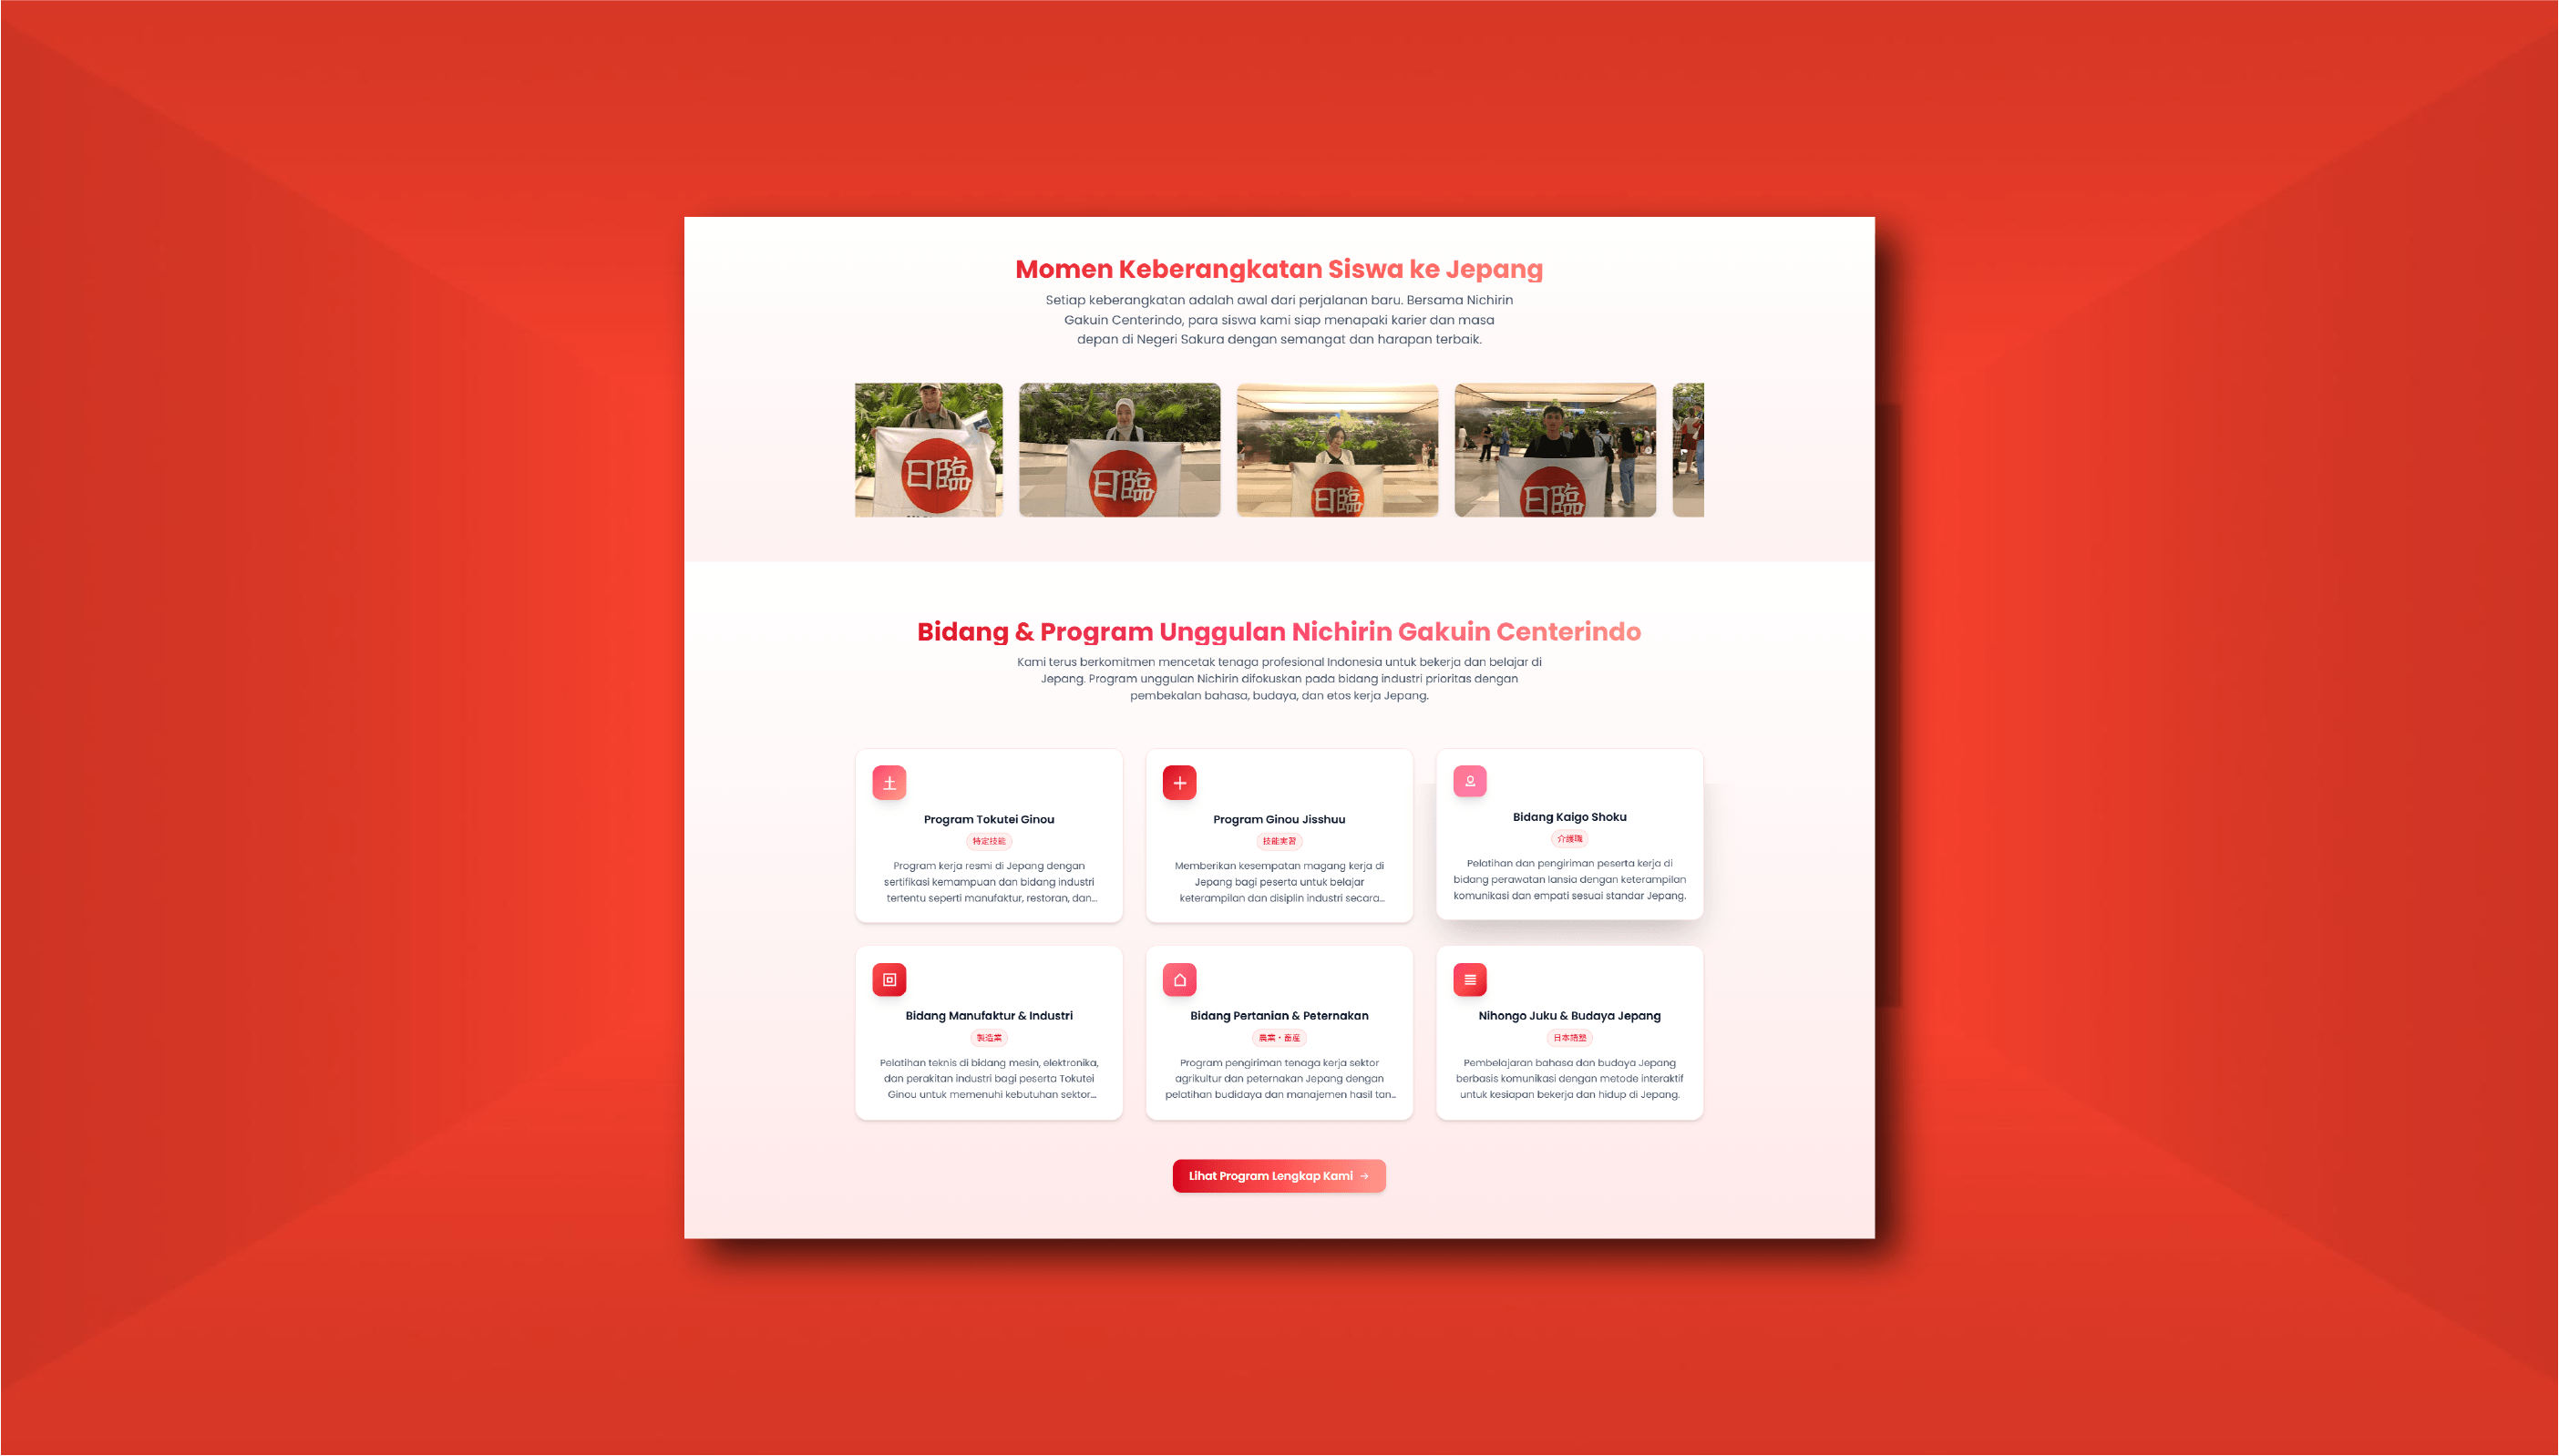 Momen Keberangkatan Siswa ke Jepang
Setiap keberangkatan adalah awal dari perjalanan baru. Bersama Nichirin
Gakuin Centerindo, para siswa kami siap menapaki karier dan masa
depan di Negeri Sakura dengan semangat dan harapan terbaik.
日臨
日臨
日臨
日臨
Bidang & Program Unggulan Nichirin Gakuin Centerindo
Kami terus berkomitmen mencetak tenaga profesional Indonesia untuk bekerja dan belajar di
Jepang. Program unggulan Nichirin difokuskan pada bidang industri prioritas dengan
pembekalan bahasa, budaya, dan etos kerja Jepang.
土
Program Tokutei Ginou
特定技能
Program kerja resmi di Jepang dengan
sertifikasi kemampuan dan bidang industri
tertentu seperti manufaktur, restoran, dan…
Program Ginou Jisshuu
技能実習
Memberikan kesempatan magang kerja di
Jepang bagi peserta untuk belajar
keterampilan dan disiplin industri secara…
Bidang Kaigo Shoku
介護職
Pelatihan dan pengiriman peserta kerja di
bidang perawatan lansia dengan keterampilan
komunikasi dan empati sesuai standar Jepang.
Bidang Manufaktur & Industri
製造業
Pelatihan teknis di bidang mesin, elektronika,
dan perakitan industri bagi peserta Tokutei
Ginou untuk memenuhi kebutuhan sektor…
Bidang Pertanian & Peternakan
農業・畜産
Program pengiriman tenaga kerja sektor
agrikultur dan peternakan Jepang dengan
pelatihan budidaya dan manajemen hasil tan…
Nihongo Juku & Budaya Jepang
日本語塾
Pembelajaran bahasa dan budaya Jepang
berbasis komunikasi dengan metode interaktif
untuk kesiapan bekerja dan hidup di Jepang.
Lihat Program Lengkap Kami →